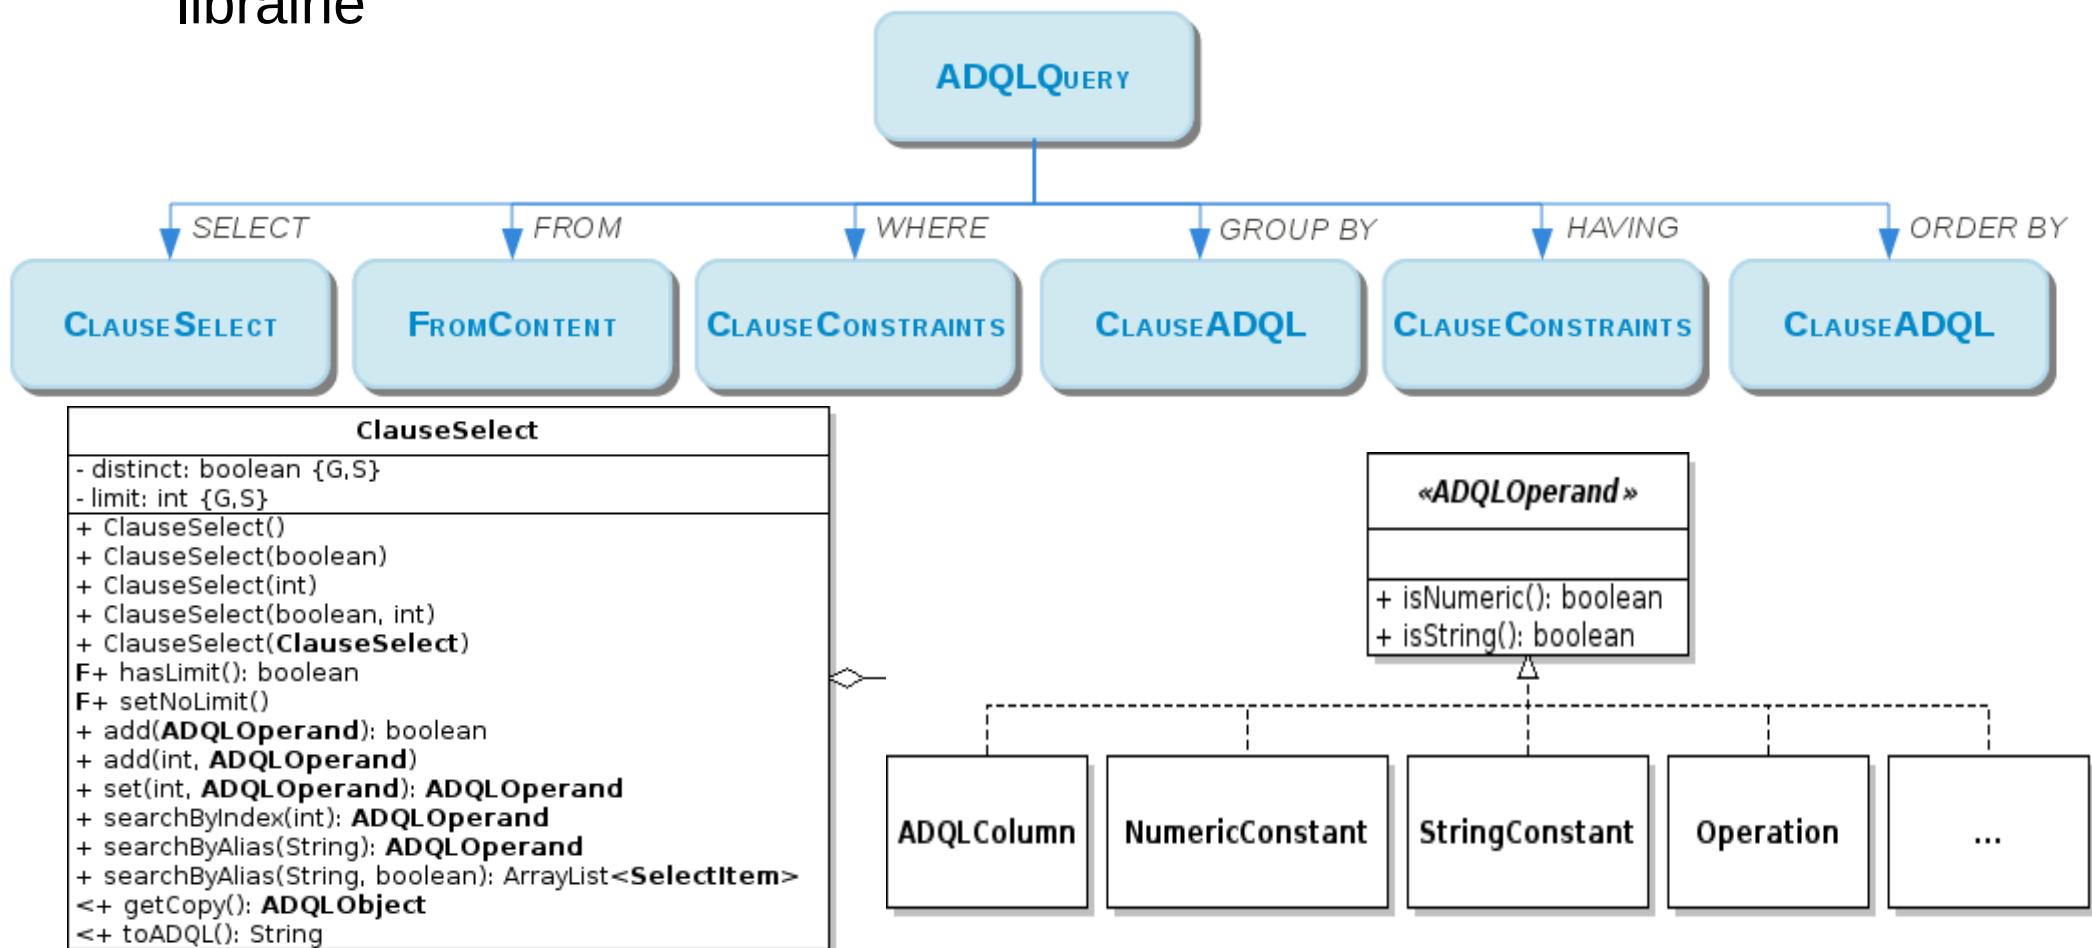 librairie
ADQLQUERY
SELECT
FROM
WHERE
GROUP BY
HAVING
ORDER BY
CLAUSESELECT
FROMCONTENT
CLAUSECONSTRAINTS
CLAUSEADQL
CLAUSECONSTRAINTS
CLAUSEADQL
ClauseSelect
- distinct: boolean {G,S}
- limit: int {G,S}
+ ClauseSelect()
+ ClauseSelect(boolean)
+ ClauseSelect(int)
+ ClauseSelect(boolean, int)
+ ClauseSelect(ClauseSelect)
F+ hasLimit(): boolean
F+ setNoLimit()
+ add(ADQLOperand): boolean
+ add(int, ADQLOperand)
+ set(int, ADQLOperand): ADQLOperand
+ searchByIndex(int): ADQLOperand
+ searchByAlias(String): ADQLOperand
+ searchByAlias(String, boolean): ArrayList<SelectItem>
<+ getCopy(): ADQLObject
<+ toADQL(): String
«ADQLOperand»
+ isNumeric(): boolean
+ isString(): boolean
ADQLColumn
NumericConstant
StringConstant
Operation
...